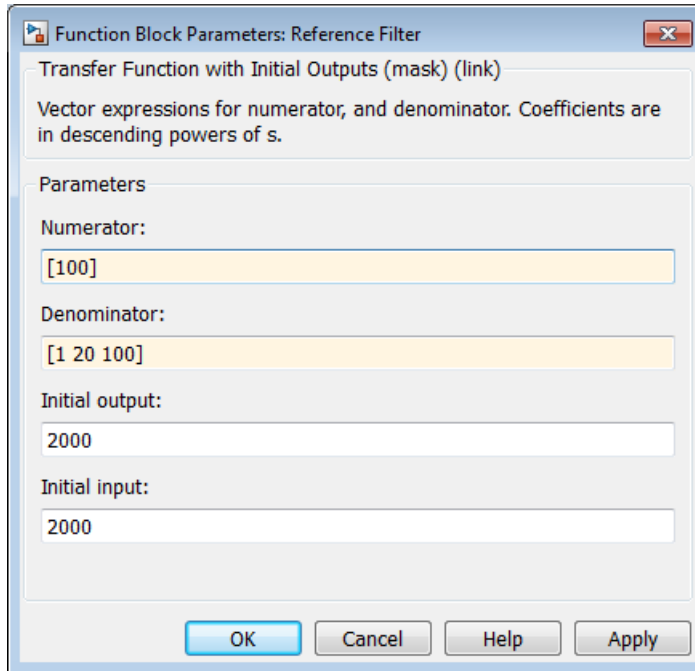 Function Block Parameters: Reference Filter
Transfer Function with Initial Outputs (mask) (link)
Vector expressions for numerator, and denominator. Coefficients are
in descending powers of s.
Parameters
Numerator:
[100]
Denominator:
[1 20 100]
Initial output:
2000
Initial input:
2000
OK Cancel Help Apply